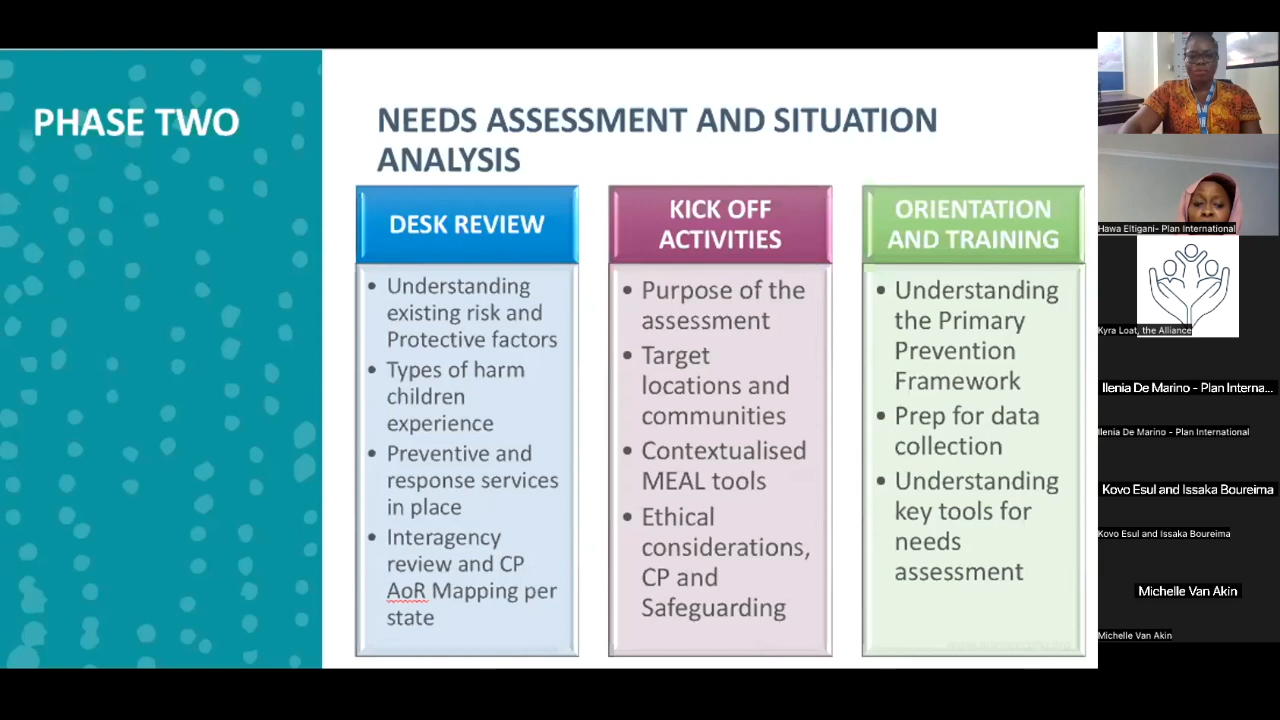 PHASE TWO
NEEDS ASSESSMENT AND SITUATION
ANALYSIS
DESK REVIEW
• Understanding
existing risk and
Protective factors
• Types of harm
children
experience
• Preventive and
response services
in place
• Interagency
review and CP
AoR Mapping per
state
KICK OFF
ACTIVITIES
• Purpose of the
assessment
• Target
locations and
communities
• Contextualised
MEAL tools
• Ethical
considerations,
CP and
Safeguarding
ORIENTATION
AND TRAINING
• Understanding
the Primary
Prevention
Framework
• Prep for data
collection
• Understanding
key tools for
needs
assessment
Hawa Eltigani- Plan International
Kyra Loat, the Alliance
Ilenia De Marino - Plan Interna...
Ilenia De Marino - Plan International
Kovo Esul and Issaka Boureima
Kovo Esul and Issaka Boureima
Michelle Van Akin
Michelle Van Akin